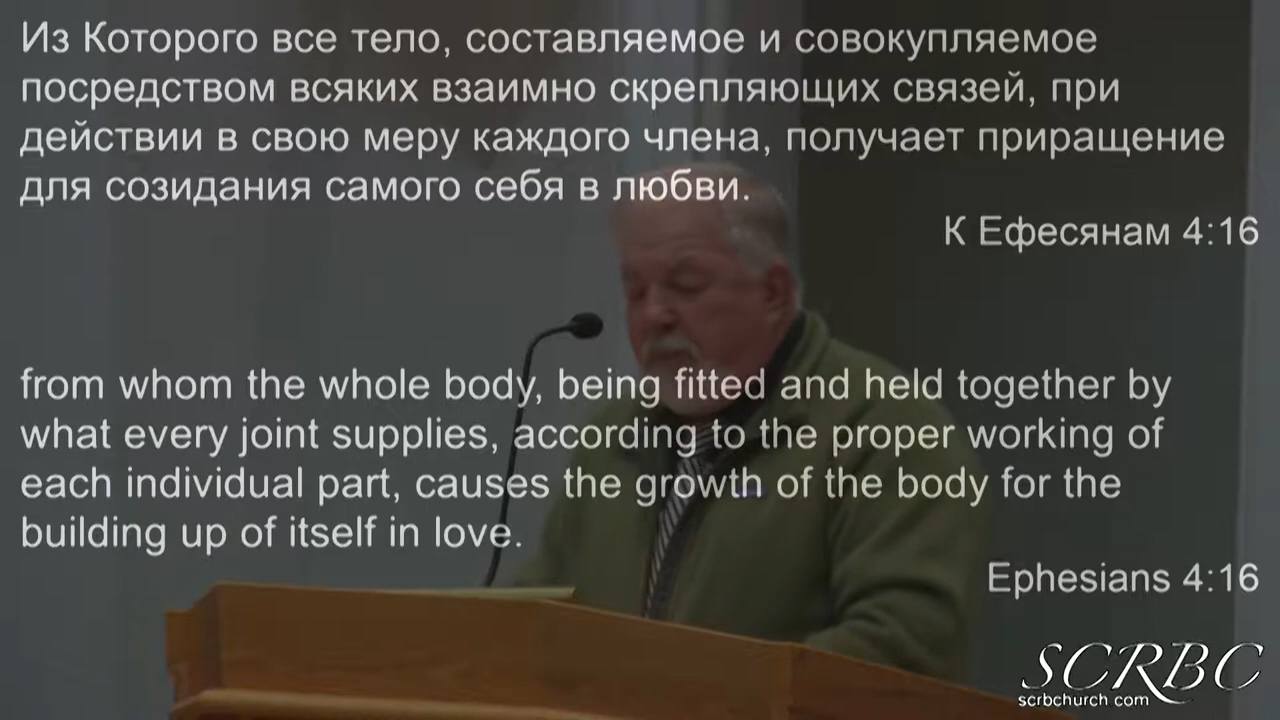 Из Которого все тело, составляемое и совокупляемое
посредством всяких взаимно скрепляющих связей, при
действии в свою меру каждого члена, получает приращение
для созидания самого себя в любви.
К Ефесянам 4:16
from whom the whole body, being fitted and held together by
what every joint supplies, according to the proper working of
each individual part, causes the growth of the body for the
building up of itself in love.
Ephesians 4:16
SCRBC
scrbchurch com